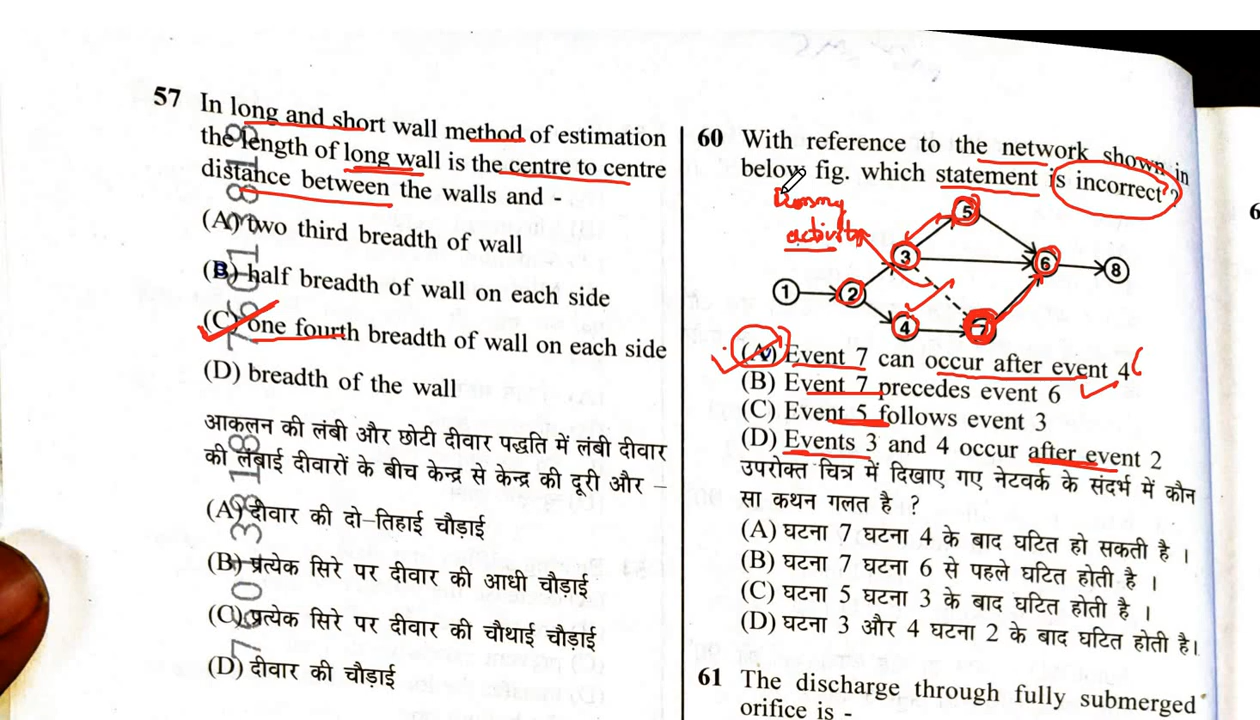 57 In long and short wall method of estimation
the length of long wall is the centre to centre
distance between the walls and -
(A) two third breadth of wall
(B) half breadth of wall on each side
(C) one fourth breadth of wall on each side
(D) breadth of the wall
आकलन की लंबी और छोटी दीवार पद्धति में लंबी दीवार
की लंबाई दीवारों के बीच केन्द्र से केन्द्र की दूरी और –
(A) दीवार की दो–तिहाई चौड़ाई
(B) प्रत्येक सिरे पर दीवार की आधी चौड़ाई
(C) प्रत्येक सिरे पर दीवार की चौथाई चौड़ाई
(D) दीवार की चौड़ाई
60 With reference to the network shown in
below fig. which statement is incorrect ?
Dummy
activity
5
3
6
8
1
2
4
7
(A) Event 7 can occur after event 4
(B) Event 7 precedes event 6
(C) Event 5 follows event 3
(D) Events 3 and 4 occur after event 2
उपरोक्त चित्र में दिखाए गए नेटवर्क के संदर्भ में कौन
सा कथन गलत है ?
(A) घटना 7 घटना 4 के बाद घटित हो सकती है ।
(B) घटना 7 घटना 6 से पहले घटित होती है ।
(C) घटना 5 घटना 3 के बाद घटित होती है ।
(D) घटना 3 और 4 घटना 2 के बाद घटित होती है।
61 The discharge through fully submerged
orifice is -
6